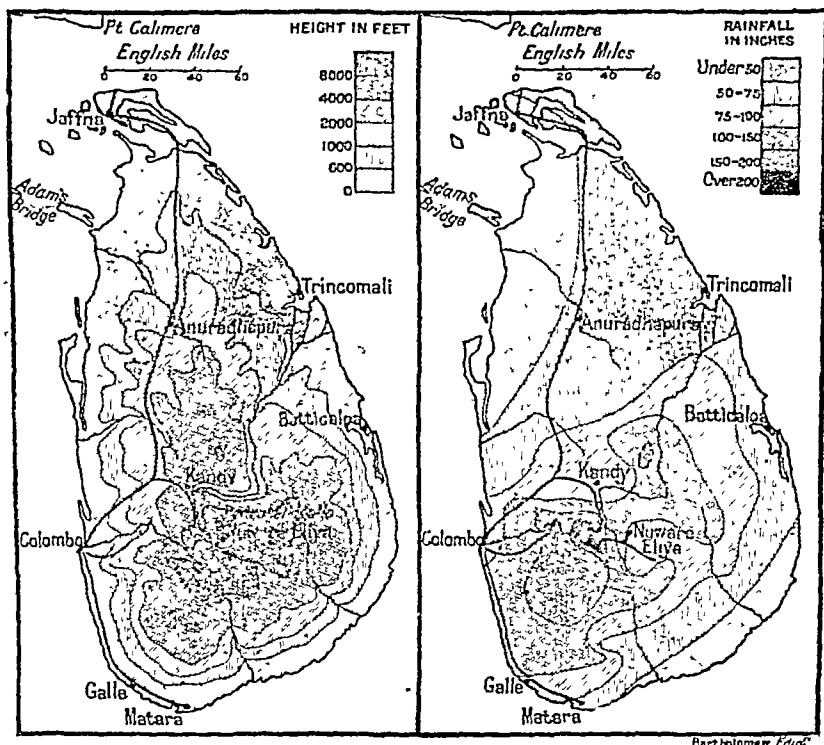 Pt. Calimere
English Miles
0 20 40 60
HEIGHT IN FEET
8000
4000
2000
1000
600
0
Jaffna
Adam's
Bridge
Trincomali
Anuradhapura
Batticaloa
Kandy
Eliya
Colombo
Galle
Matara
Pt. Calimere
English Miles
0 20 40 60
RAINFALL
IN INCHES
Under 50
50-75
75-100
100-150
150-200
Over 200
Jaffna
Adam's
Bridge
Trincomali
Anuradhapura
Batticaloa
Kandy
Nuwara
Eliya
Colombo
Galle
Matara
Bartholomew, Edinr.